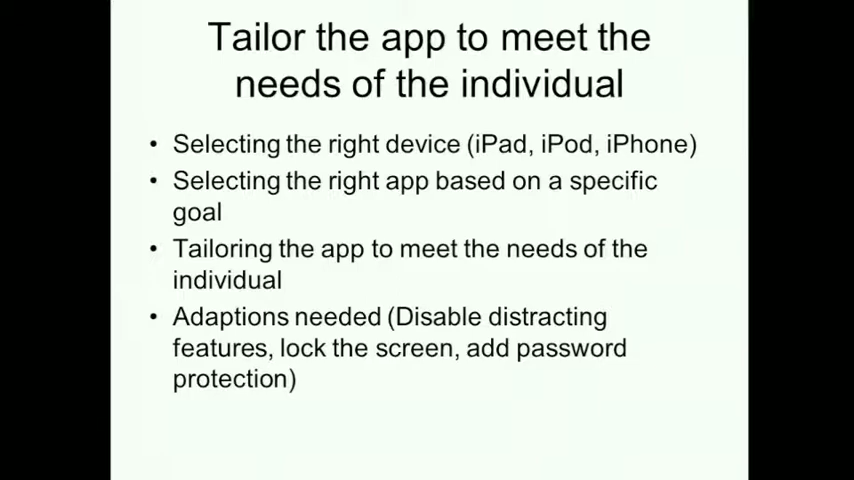 Tailor the app to meet the
needs of the individual
• Selecting the right device (iPad, iPod, iPhone)
• Selecting the right app based on a specific
goal
• Tailoring the app to meet the needs of the
individual
• Adaptions needed (Disable distracting
features, lock the screen, add password
protection)